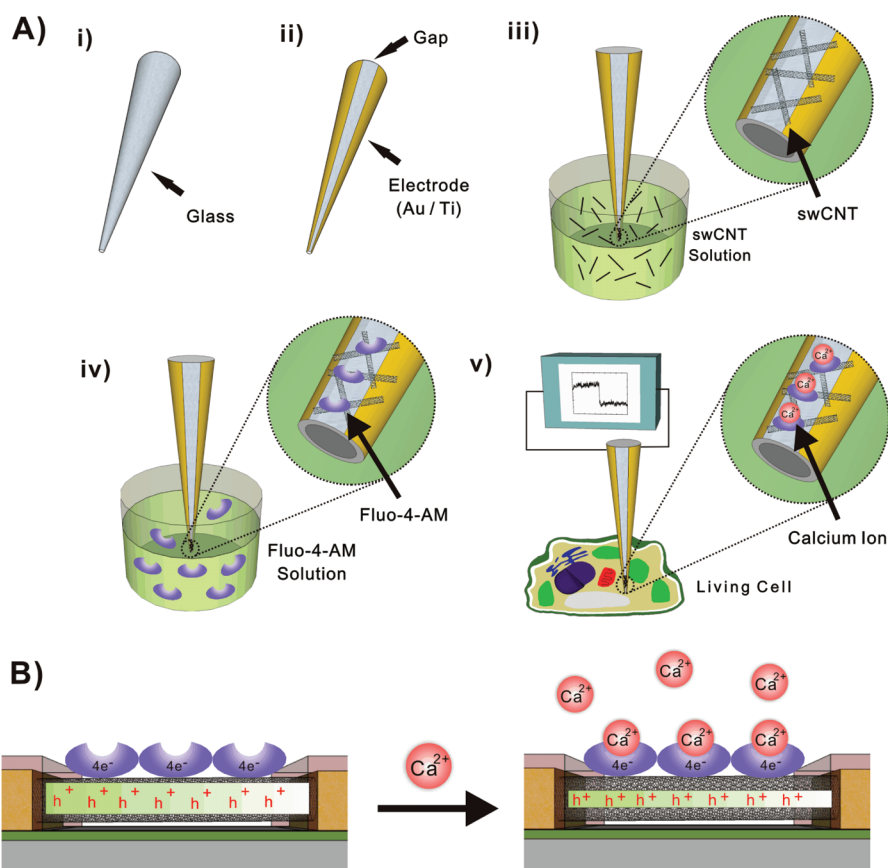 A)
i)
Glass
ii)
Gap
Electrode
(Au / Ti)
iii)
swCNT
swCNT
Solution
iv)
Fluo-4-AM
Fluo-4-AM
Solution
v)
Ca2+
Ca2+
Ca2+
Calcium Ion
Living Cell
B)
4e- 4e- 4e-
h+ h+ h+ h+ h+ h+ h+
Ca2+
Ca2+ Ca2+ Ca2+
Ca2+ Ca2+ Ca2+
4e- 4e- 4e-
h+ h+ h+ h+ h+ h+ h+